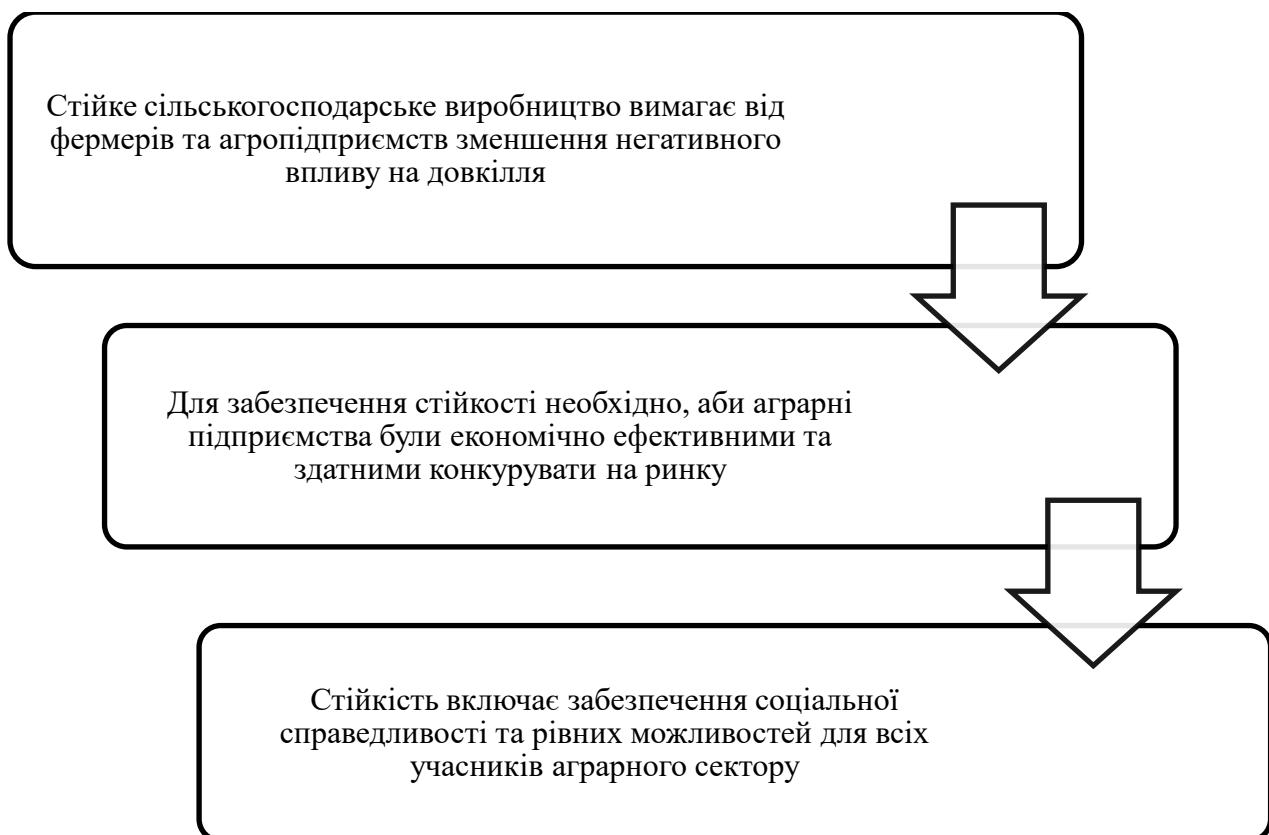 Стійке сільськогосподарське виробництво вимагає від
фермерів та агропідприємств зменшення негативного
впливу на довкілля
Для забезпечення стійкості необхідно, аби аграрні
підприємства були економічно ефективними та
здатними конкурувати на ринку
Стійкість включає забезпечення соціальної
справедливості та рівних можливостей для всіх
учасників аграрного сектору